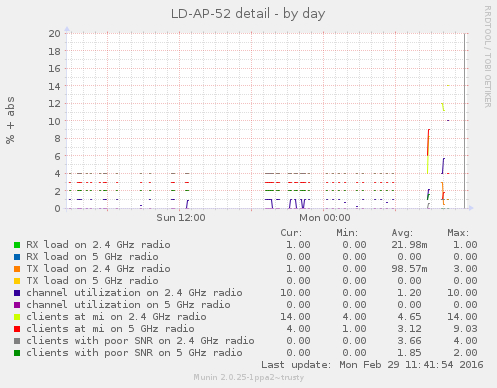 LD-AP-52 detail - by day
RRDTOOL / TOBI OETIKER
% + abs
20
18
16
14
12
10
8
6
4
2
0
Sun 12:00 Mon 00:00
Cur: Min: Avg: Max:
RX load on 2.4 GHz radio 1.00 0.00 21.98m 1.00
RX load on 5 GHz radio 0.00 0.00 0.00 0.00
TX load on 2.4 GHz radio 1.00 0.00 98.57m 3.00
TX load on 5 GHz radio 0.00 0.00 0.00 0.00
channel utilization on 2.4 GHz radio 10.00 0.00 1.20 10.00
channel utilization on 5 GHz radio 0.00 0.00 0.00 0.00
clients at mi on 2.4 GHz radio 14.00 4.00 4.65 14.00
clients at mi on 5 GHz radio 4.00 1.00 3.12 9.03
clients with poor SNR on 2.4 GHz radio 0.00 0.00 3.66 4.00
clients with poor SNR on 5 GHz radio 0.00 0.00 1.85 2.00
Last update: Mon Feb 29 11:41:54 2016
Munin 2.0.25-1ppa2~trusty